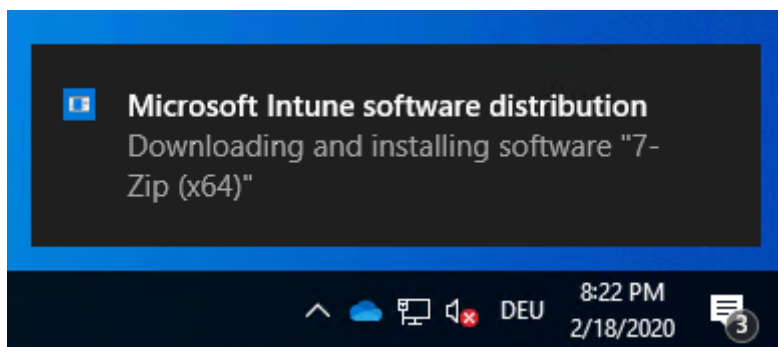 Microsoft Intune software distribution
Downloading and installing software "7-
Zip (x64)"
DEU
8:22 PM
2/18/2020
3